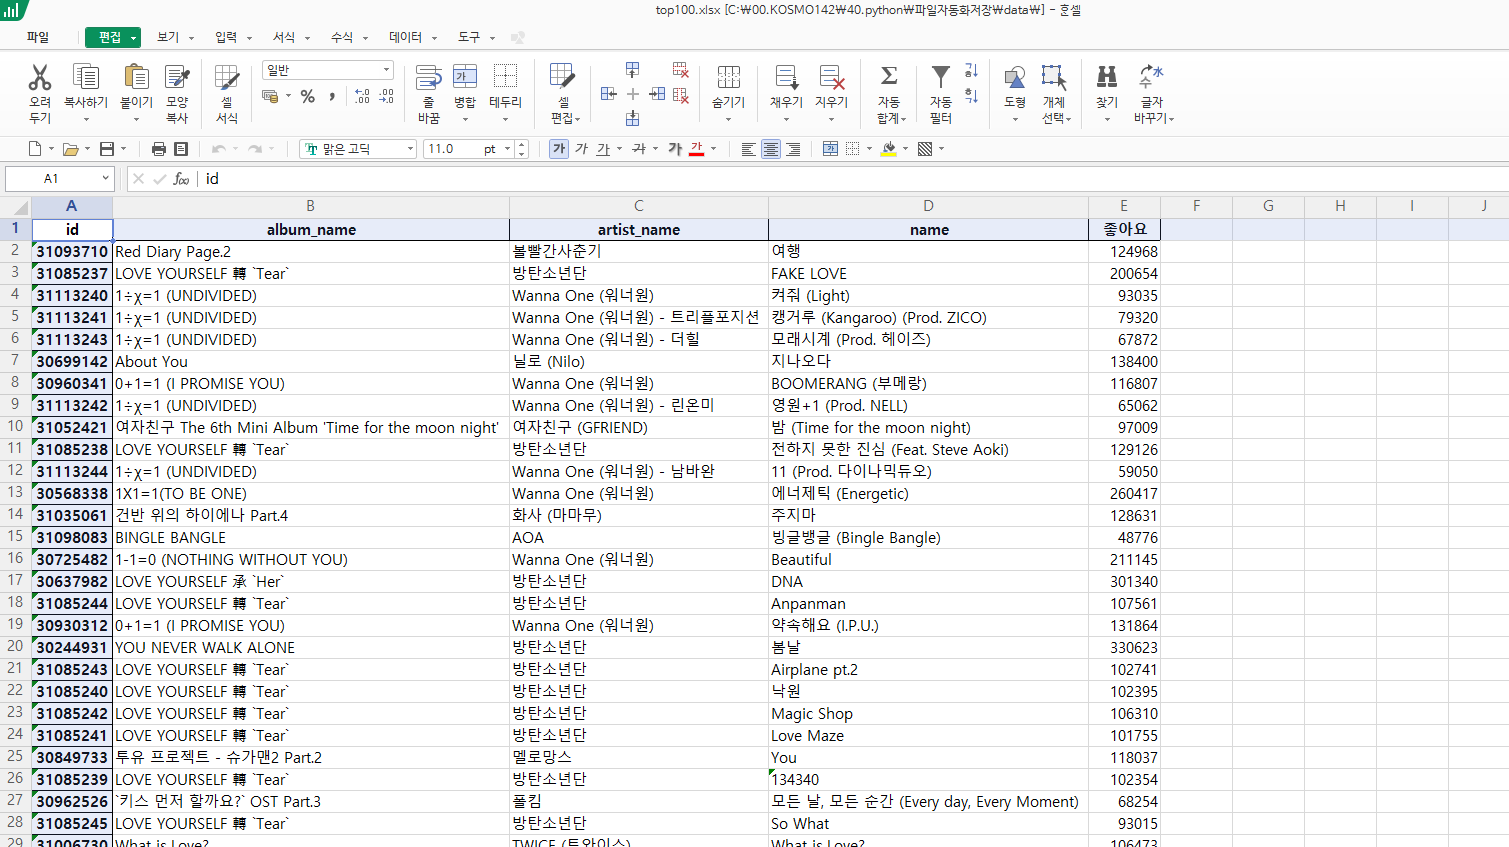 top100.xlsx [C:₩00.KOSMO142₩40.python₩파일자동화저장₩data₩] - 훈셀
파일 편집 보기 입력 서식 수식 데이터 도구
오려두기 복사하기 붙이기 모양 복사 셀 서식 일반 % , 줄 바꿈 병합 테두리 셀 편집 숨기기 채우기 지우기 자동 합계 자동 필터 도형 개체 선택 찾기 글자 바꾸기
맑은 고딕 11.0 pt 가 가 가 가 가 가
A1 id
A B C D E F G H I J
1 id album_name artist_name name 좋아요
2 31093710 Red Diary Page.2 볼빨간사춘기 여행 124968
3 31085237 LOVE YOURSELF 轉 `Tear` 방탄소년단 FAKE LOVE 200654
4 31113240 1÷χ=1 (UNDIVIDED) Wanna One (워너원) 켜줘 (Light) 93035
5 31113241 1÷χ=1 (UNDIVIDED) Wanna One (워너원) - 트리플포지션 캥거루 (Kangaroo) (Prod. ZICO) 79320
6 31113243 1÷χ=1 (UNDIVIDED) Wanna One (워너원) - 더힐 모래시계 (Prod. 헤이즈) 67872
7 30699142 About You 닐로 (Nilo) 지나오다 138400
8 30960341 0+1=1 (I PROMISE YOU) Wanna One (워너원) BOOMERANG (부메랑) 116807
9 31113242 1÷χ=1 (UNDIVIDED) Wanna One (워너원) - 린온미 영원+1 (Prod. NELL) 65062
10 31052421 여자친구 The 6th Mini Album 'Time for the moon night' 여자친구 (GFRIEND) 밤 (Time for the moon night) 97009
11 31085238 LOVE YOURSELF 轉 `Tear` 방탄소년단 전하지 못한 진심 (Feat. Steve Aoki) 129126
12 31113244 1÷χ=1 (UNDIVIDED) Wanna One (워너원) - 남바완 11 (Prod. 다이나믹듀오) 59050
13 30568338 1X1=1(TO BE ONE) Wanna One (워너원) 에너제틱 (Energetic) 260417
14 31035061 건반 위의 하이에나 Part.4 화사 (마마무) 주지마 128631
15 31098083 BINGLE BANGLE AOA 빙글뱅글 (Bingle Bangle) 48776
16 30725482 1-1=0 (NOTHING WITHOUT YOU) Wanna One (워너원) Beautiful 211145
17 30637982 LOVE YOURSELF 承 `Her` 방탄소년단 DNA 301340
18 31085244 LOVE YOURSELF 轉 `Tear` 방탄소년단 Anpanman 107561
19 30930312 0+1=1 (I PROMISE YOU) Wanna One (워너원) 약속해요 (I.P.U.) 131864
20 30244931 YOU NEVER WALK ALONE 방탄소년단 봄날 330623
21 31085243 LOVE YOURSELF 轉 `Tear` 방탄소년단 Airplane pt.2 102741
22 31085240 LOVE YOURSELF 轉 `Tear` 방탄소년단 낙원 102395
23 31085242 LOVE YOURSELF 轉 `Tear` 방탄소년단 Magic Shop 106310
24 31085241 LOVE YOURSELF 轉 `Tear` 방탄소년단 Love Maze 101755
25 30849733 투유 프로젝트 - 슈가맨2 Part.2 멜로망스 You 118037
26 31085239 LOVE YOURSELF 轉 `Tear` 방탄소년단 134340 102354
27 30962526 `키스 먼저 할까요?` OST Part.3 폴킴 모든 날, 모든 순간 (Every day, Every Moment) 68254
28 31085245 LOVE YOURSELF 轉 `Tear` 방탄소년단 So What 93015
29 31006730 What is Love? TWICE (트와이스) What is Love? 106473